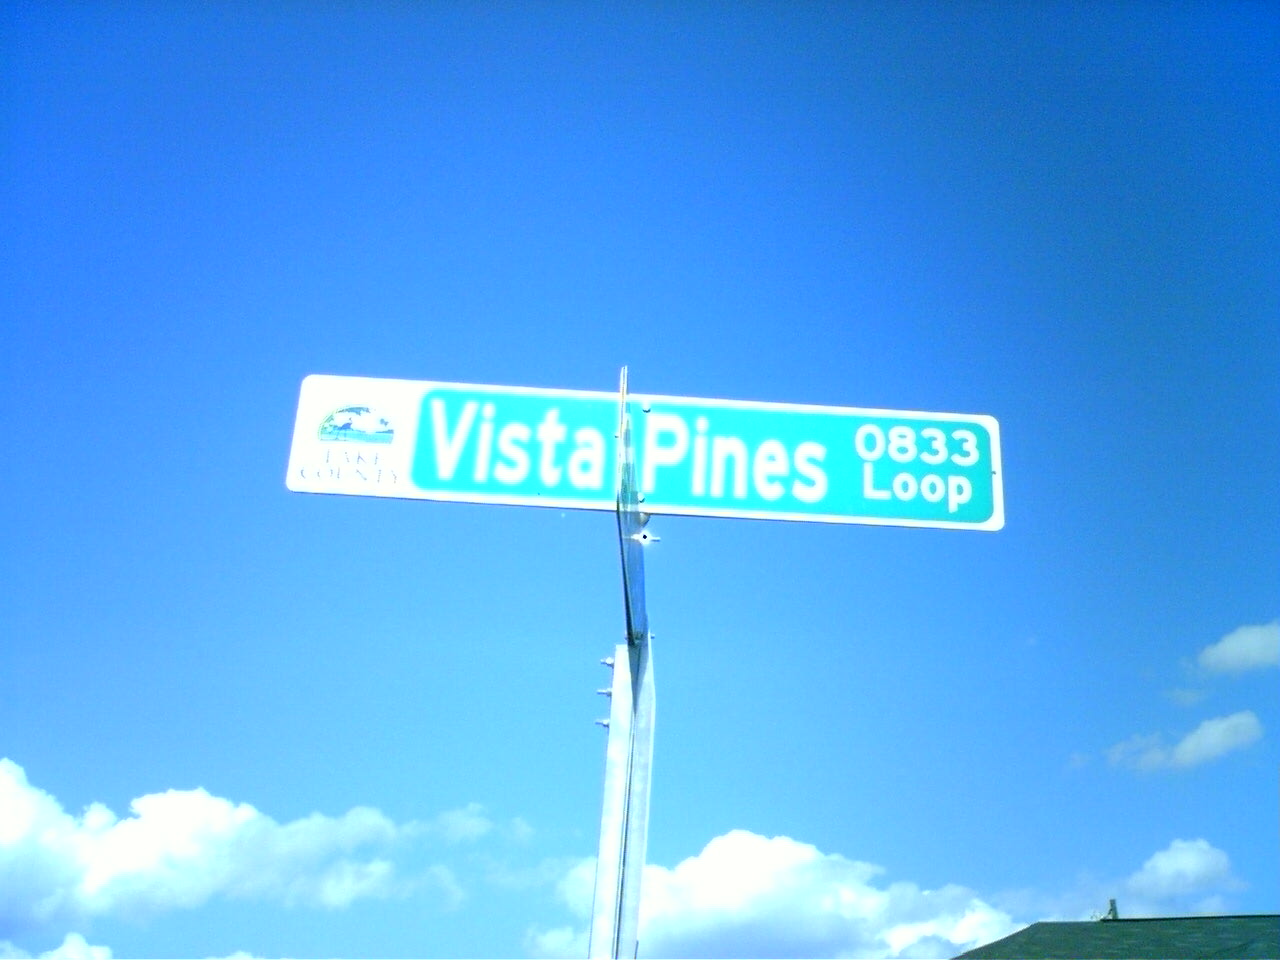 LAKE
COUNTY
Vista Pines
0833
Loop